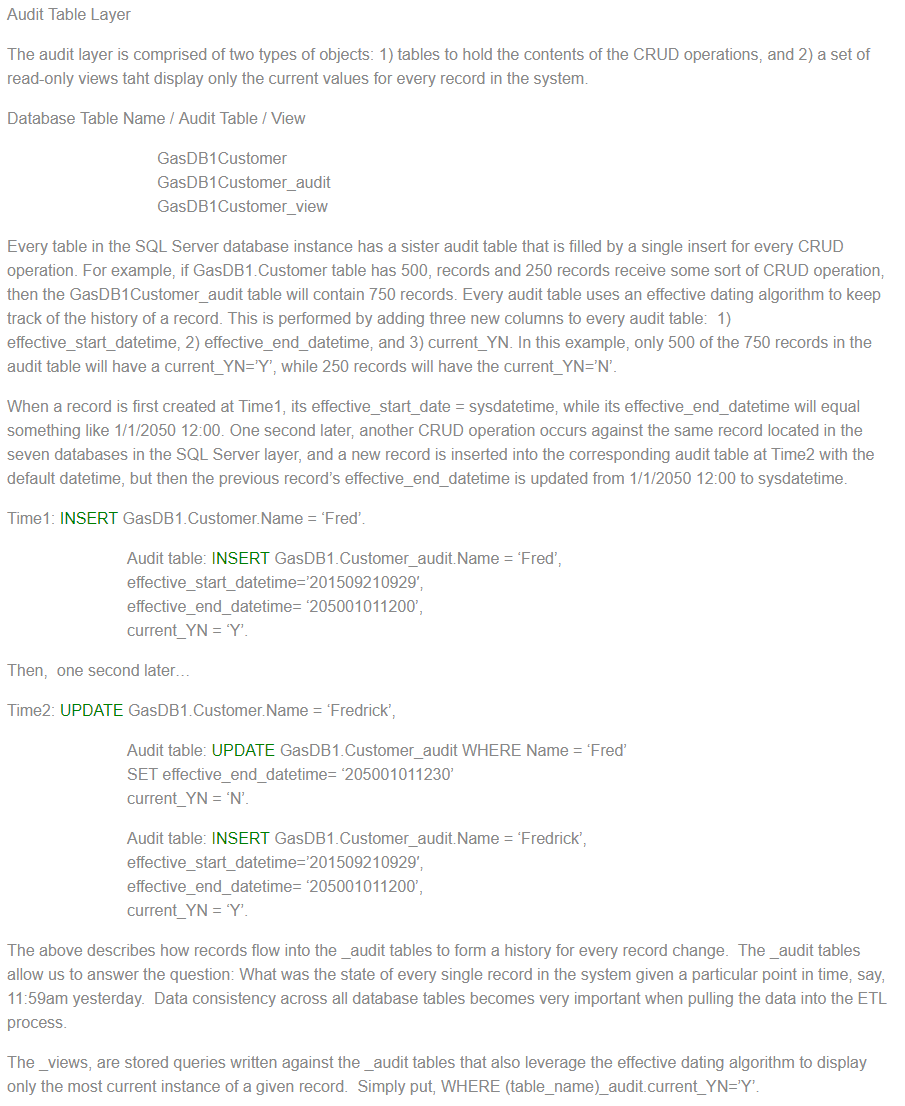 Audit Table Layer
The audit layer is comprised of two types of objects: 1) tables to hold the contents of the CRUD operations, and 2) a set of
read-only views taht display only the current values for every record in the system.
Database Table Name / Audit Table / View
GasDB1Customer
GasDB1Customer_audit
GasDB1Customer_view
Every table in the SQL Server database instance has a sister audit table that is filled by a single insert for every CRUD
operation. For example, if GasDB1.Customer table has 500, records and 250 records receive some sort of CRUD operation,
then the GasDB1Customer_audit table will contain 750 records. Every audit table uses an effective dating algorithm to keep
track of the history of a record. This is performed by adding three new columns to every audit table:  1)
effective_start_datetime, 2) effective_end_datetime, and 3) current_YN. In this example, only 500 of the 750 records in the
audit table will have a current_YN=’Y’, while 250 records will have the current_YN=’N’.
When a record is first created at Time1, its effective_start_date = sysdatetime, while its effective_end_datetime will equal
something like 1/1/2050 12:00. One second later, another CRUD operation occurs against the same record located in the
seven databases in the SQL Server layer, and a new record is inserted into the corresponding audit table at Time2 with the
default datetime, but then the previous record’s effective_end_datetime is updated from 1/1/2050 12:00 to sysdatetime.
Time1: INSERT GasDB1.Customer.Name = ‘Fred’.
Audit table: INSERT GasDB1.Customer_audit.Name = ‘Fred’,
effective_start_datetime=’201509210929′,
effective_end_datetime= ‘205001011200’,
current_YN = ‘Y’.
Then,  one second later…
Time2: UPDATE GasDB1.Customer.Name = ‘Fredrick’,
Audit table: UPDATE GasDB1.Customer_audit WHERE Name = ‘Fred’
SET effective_end_datetime= ‘205001011230’
current_YN = ‘N’.
Audit table: INSERT GasDB1.Customer_audit.Name = ‘Fredrick’,
effective_start_datetime=’201509210929′,
effective_end_datetime= ‘205001011200’,
current_YN = ‘Y’.
The above describes how records flow into the _audit tables to form a history for every record change.  The _audit tables
allow us to answer the question: What was the state of every single record in the system given a particular point in time, say,
11:59am yesterday.  Data consistency across all database tables becomes very important when pulling the data into the ETL
process.
The _views, are stored queries written against the _audit tables that also leverage the effective dating algorithm to display
only the most current instance of a given record.  Simply put, WHERE (table_name)_audit.current_YN=’Y’.